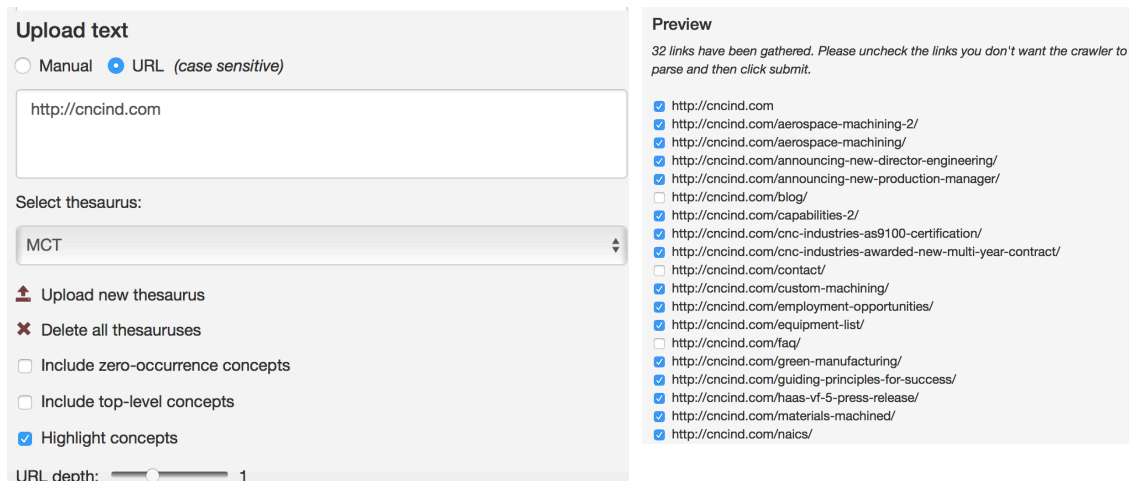 Upload text
Manual URL (case sensitive)
http://cncind.com
Select thesaurus:
MCT
Upload new thesaurus
Delete all thesauruses
Include zero-occurrence concepts
Include top-level concepts
Highlight concepts
URL depth: 1
Preview
32 links have been gathered. Please uncheck the links you don't want the crawler to
parse and then click submit.
http://cncind.com
http://cncind.com/aerospace-machining-2/
http://cncind.com/aerospace-machining/
http://cncind.com/announcing-new-director-engineering/
http://cncind.com/announcing-new-production-manager/
http://cncind.com/blog/
http://cncind.com/capabilities-2/
http://cncind.com/cnc-industries-as9100-certification/
http://cncind.com/cnc-industries-awarded-new-multi-year-contract/
http://cncind.com/contact/
http://cncind.com/custom-machining/
http://cncind.com/employment-opportunities/
http://cncind.com/equipment-list/
http://cncind.com/faq/
http://cncind.com/green-manufacturing/
http://cncind.com/guiding-principles-for-success/
http://cncind.com/haas-vf-5-press-release/
http://cncind.com/materials-machined/
http://cncind.com/naics/